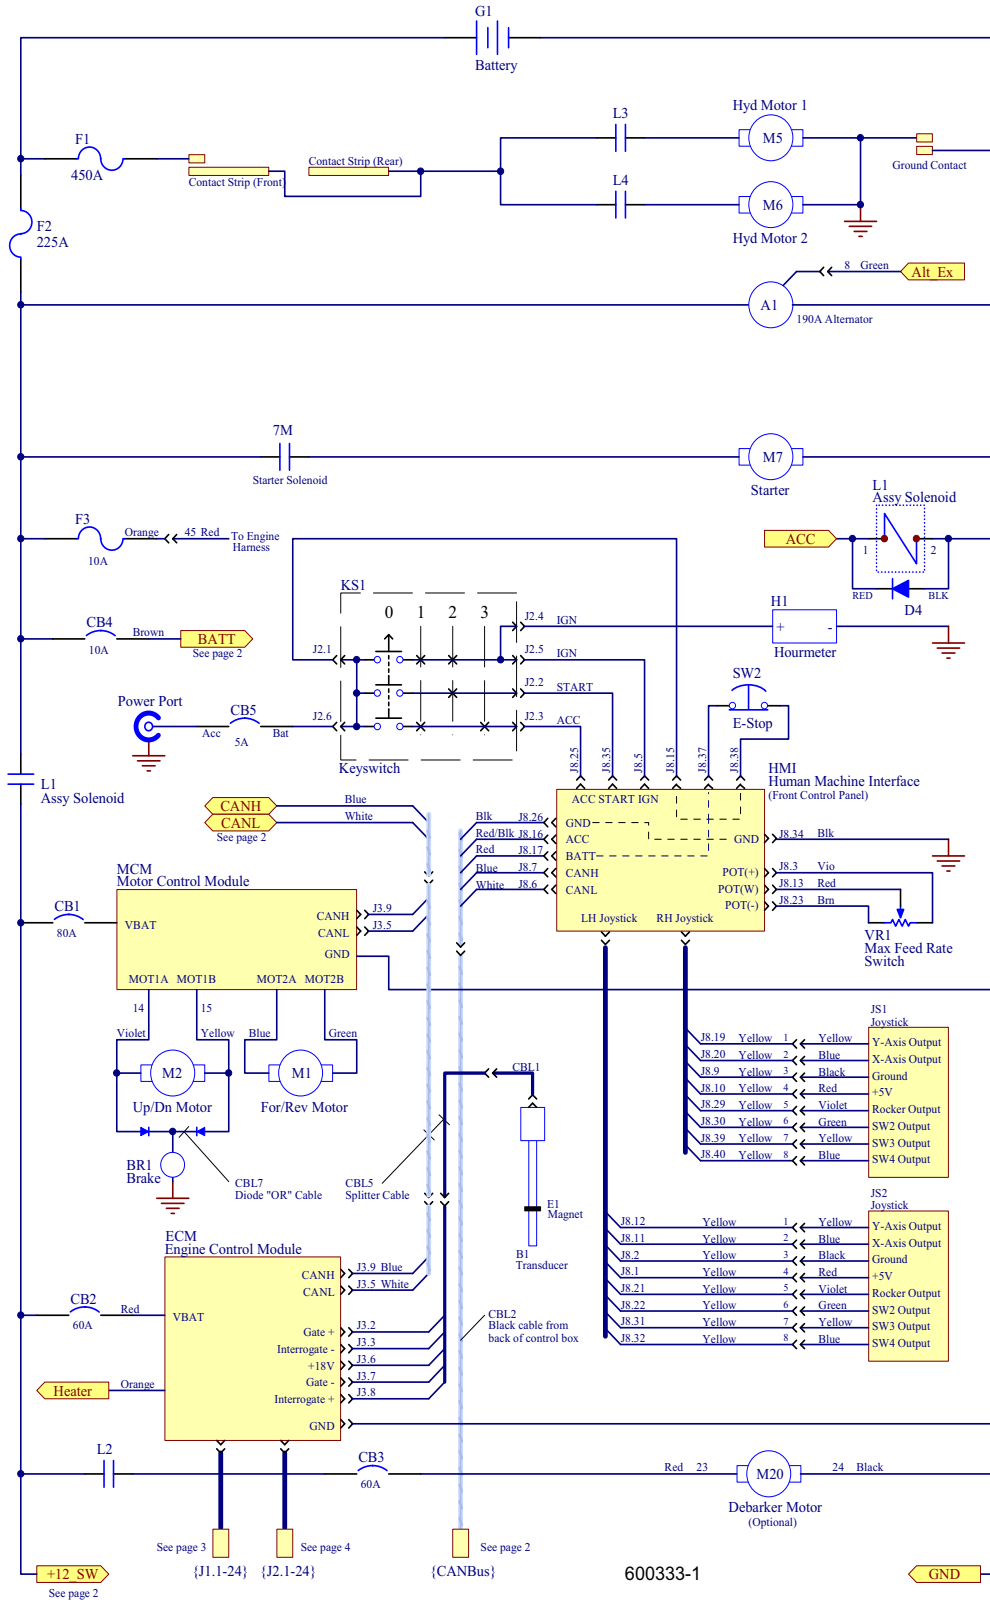 G1
Battery
F1
450A
Contact Strip (Front)
Contact Strip (Rear)
L3
L4
Hyd Motor 1
M5
M6
Hyd Motor 2
Ground Contact
F2
225A
8 Green
Alt_Ex
A1
190A Alternator
7M
Starter Solenoid
M7
Starter
L1
Assy Solenoid
ACC
1
2
RED
BLK
D4
F3
10A
Orange
45 Red
To Engine
Harness
KS1
0 1 2 3
J2.1
J2.6
J2.4 IGN
J2.5 IGN
J2.2 START
J2.3 ACC
Keyswitch
H1
+ -
Hourmeter
CB4
10A
Brown
BATT
See page 2
SW2
E-Stop
Power Port
Acc
CB5
5A
Bat
J8.25
J8.35
J8.5
J8.15
J8.37
J8.38
L1
Assy Solenoid
HMI
Human Machine Interface
(Front Control Panel)
CANH
Blue
CANL
White
See page 2
ACC START IGN
Blk J8.26 GND
Red/Blk J8.16 ACC
Red J8.17 BATT
Blue J8.7 CANH
White J8.6 CANL
GND J8.34 Blk
POT(+) J8.3 Vio
POT(W) J8.13 Red
POT(-) J8.23 Brn
LH Joystick
RH Joystick
VR1
Max Feed Rate
Switch
MCM
Motor Control Module
CB1
80A
VBAT
CANH J3.9
CANL J3.5
GND
MOT1A MOT1B MOT2A MOT2B
14
15
Violet
Yellow
Blue
Green
M2
M1
Up/Dn Motor
For/Rev Motor
BR1
Brake
CBL7
Diode "OR" Cable
CBL5
Splitter Cable
CBL1
E1
Magnet
B1
Transducer
JS1
Joystick
J8.19 Yellow 1 Yellow Y-Axis Output
J8.20 Yellow 2 Blue X-Axis Output
J8.9 Yellow 3 Black Ground
J8.10 Yellow 4 Red +5V
J8.29 Yellow 5 Violet Rocker Output
J8.30 Yellow 6 Green SW2 Output
J8.39 Yellow 7 Yellow SW3 Output
J8.40 Yellow 8 Blue SW4 Output
JS2
Joystick
J8.12 Yellow 1 Yellow Y-Axis Output
J8.11 Yellow 2 Blue X-Axis Output
J8.2 Yellow 3 Black Ground
J8.1 Yellow 4 Red +5V
J8.21 Yellow 5 Violet Rocker Output
J8.22 Yellow 6 Green SW2 Output
J8.31 Yellow 7 Yellow SW3 Output
J8.32 Yellow 8 Blue SW4 Output
ECM
Engine Control Module
CANH J3.9 Blue
CANL J3.5 White
CB2
60A
Red
VBAT
Gate + J3.2
Interrogate - J3.3
+18V J3.6
Gate - J3.7
Interrogate + J3.8
GND
Heater
Orange
CBL2
Black cable from
back of control box
L2
CB3
60A
Red 23
M20
24 Black
Debarker Motor
(Optional)
See page 3
{J1.1-24}
See page 4
{J2.1-24}
See page 2
{CANBus}
+12_SW
See page 2
600333-1
GND